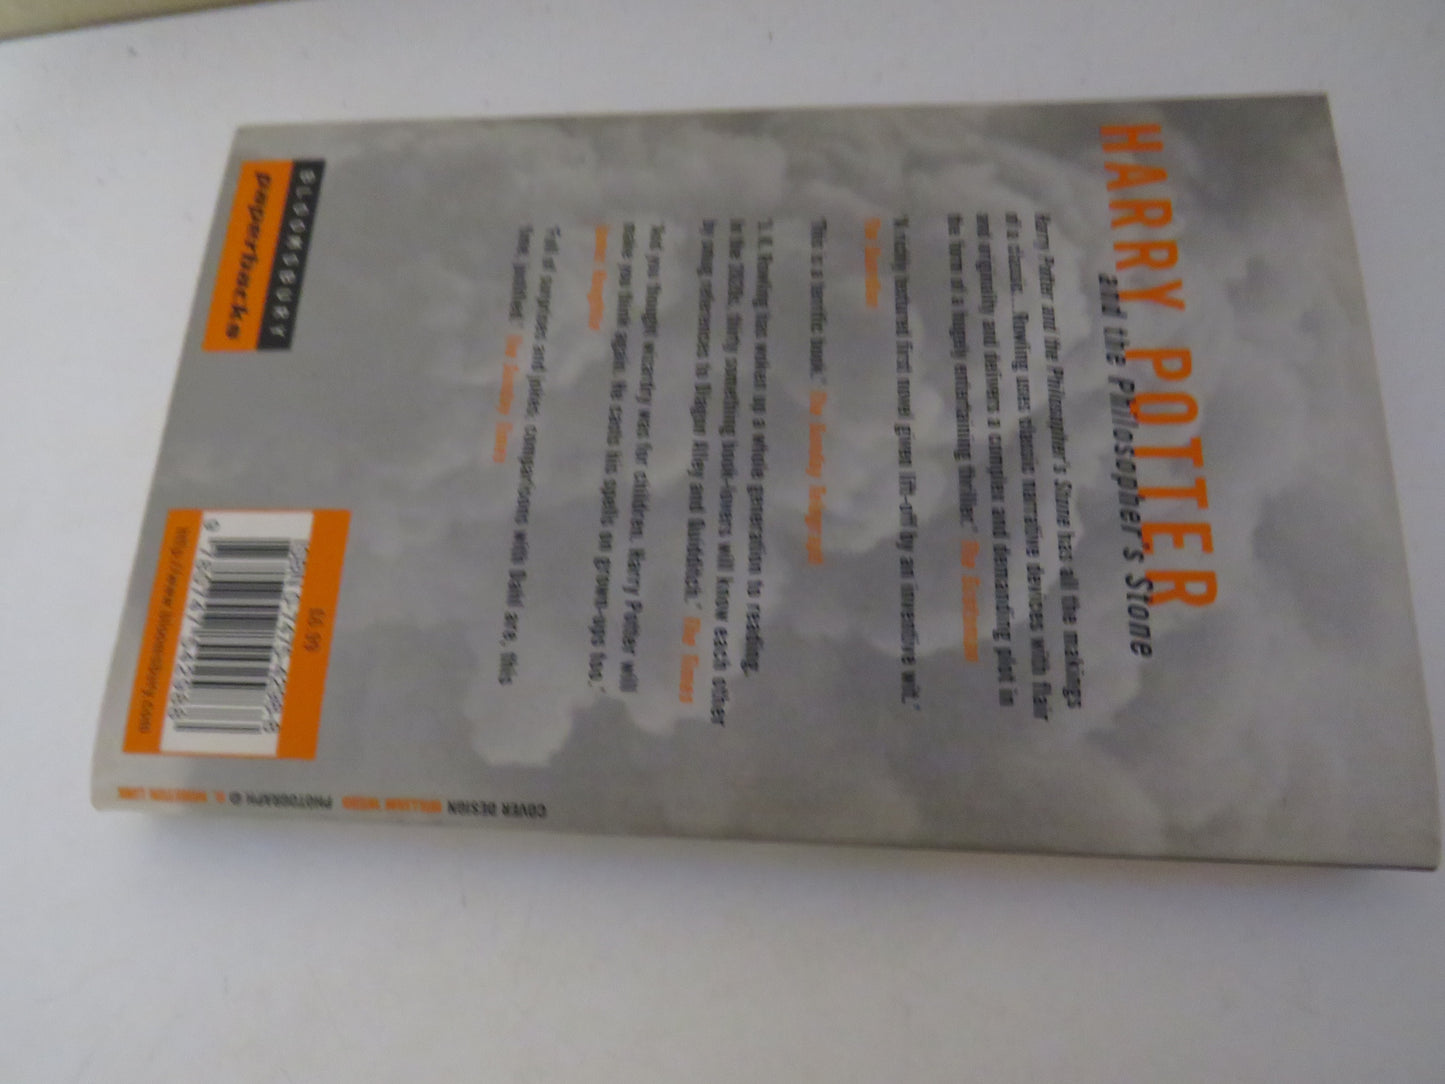 HARRY POTTER
and the Philosopher's Stone
Harry Potter and the Philosopher's Stone has all the makings
of a classic ... Rowling uses classic narrative devices with flair
and originality and delivers a complex and demanding plot in
the form of a hugely entertaining thriller.' The Scotsman
'A richly textured first novel given lift-off by an inventive wit.'
The Guardian
'This is a terrific book.' The Sunday Telegraph
'J. K. Rowling has woken up a whole generation to reading.
In the 2020s, thirty something book-lovers will know each other
by smug references to Diagon Alley and Quidditch.' The Times
'And you thought wizardry was for children. Harry Potter will
make you think again. He casts his spells on grown-ups too.'
James Naughtie
'Full of surprises and jokes; comparisons with Dahl are, this
time, justified.' The Sunday Times
BLOOMSBURY
paperbacks
£6.99
http://www.bloomsbury.com
COVER DESIGN WILLIAM WEBB PHOTOGRAPH ©